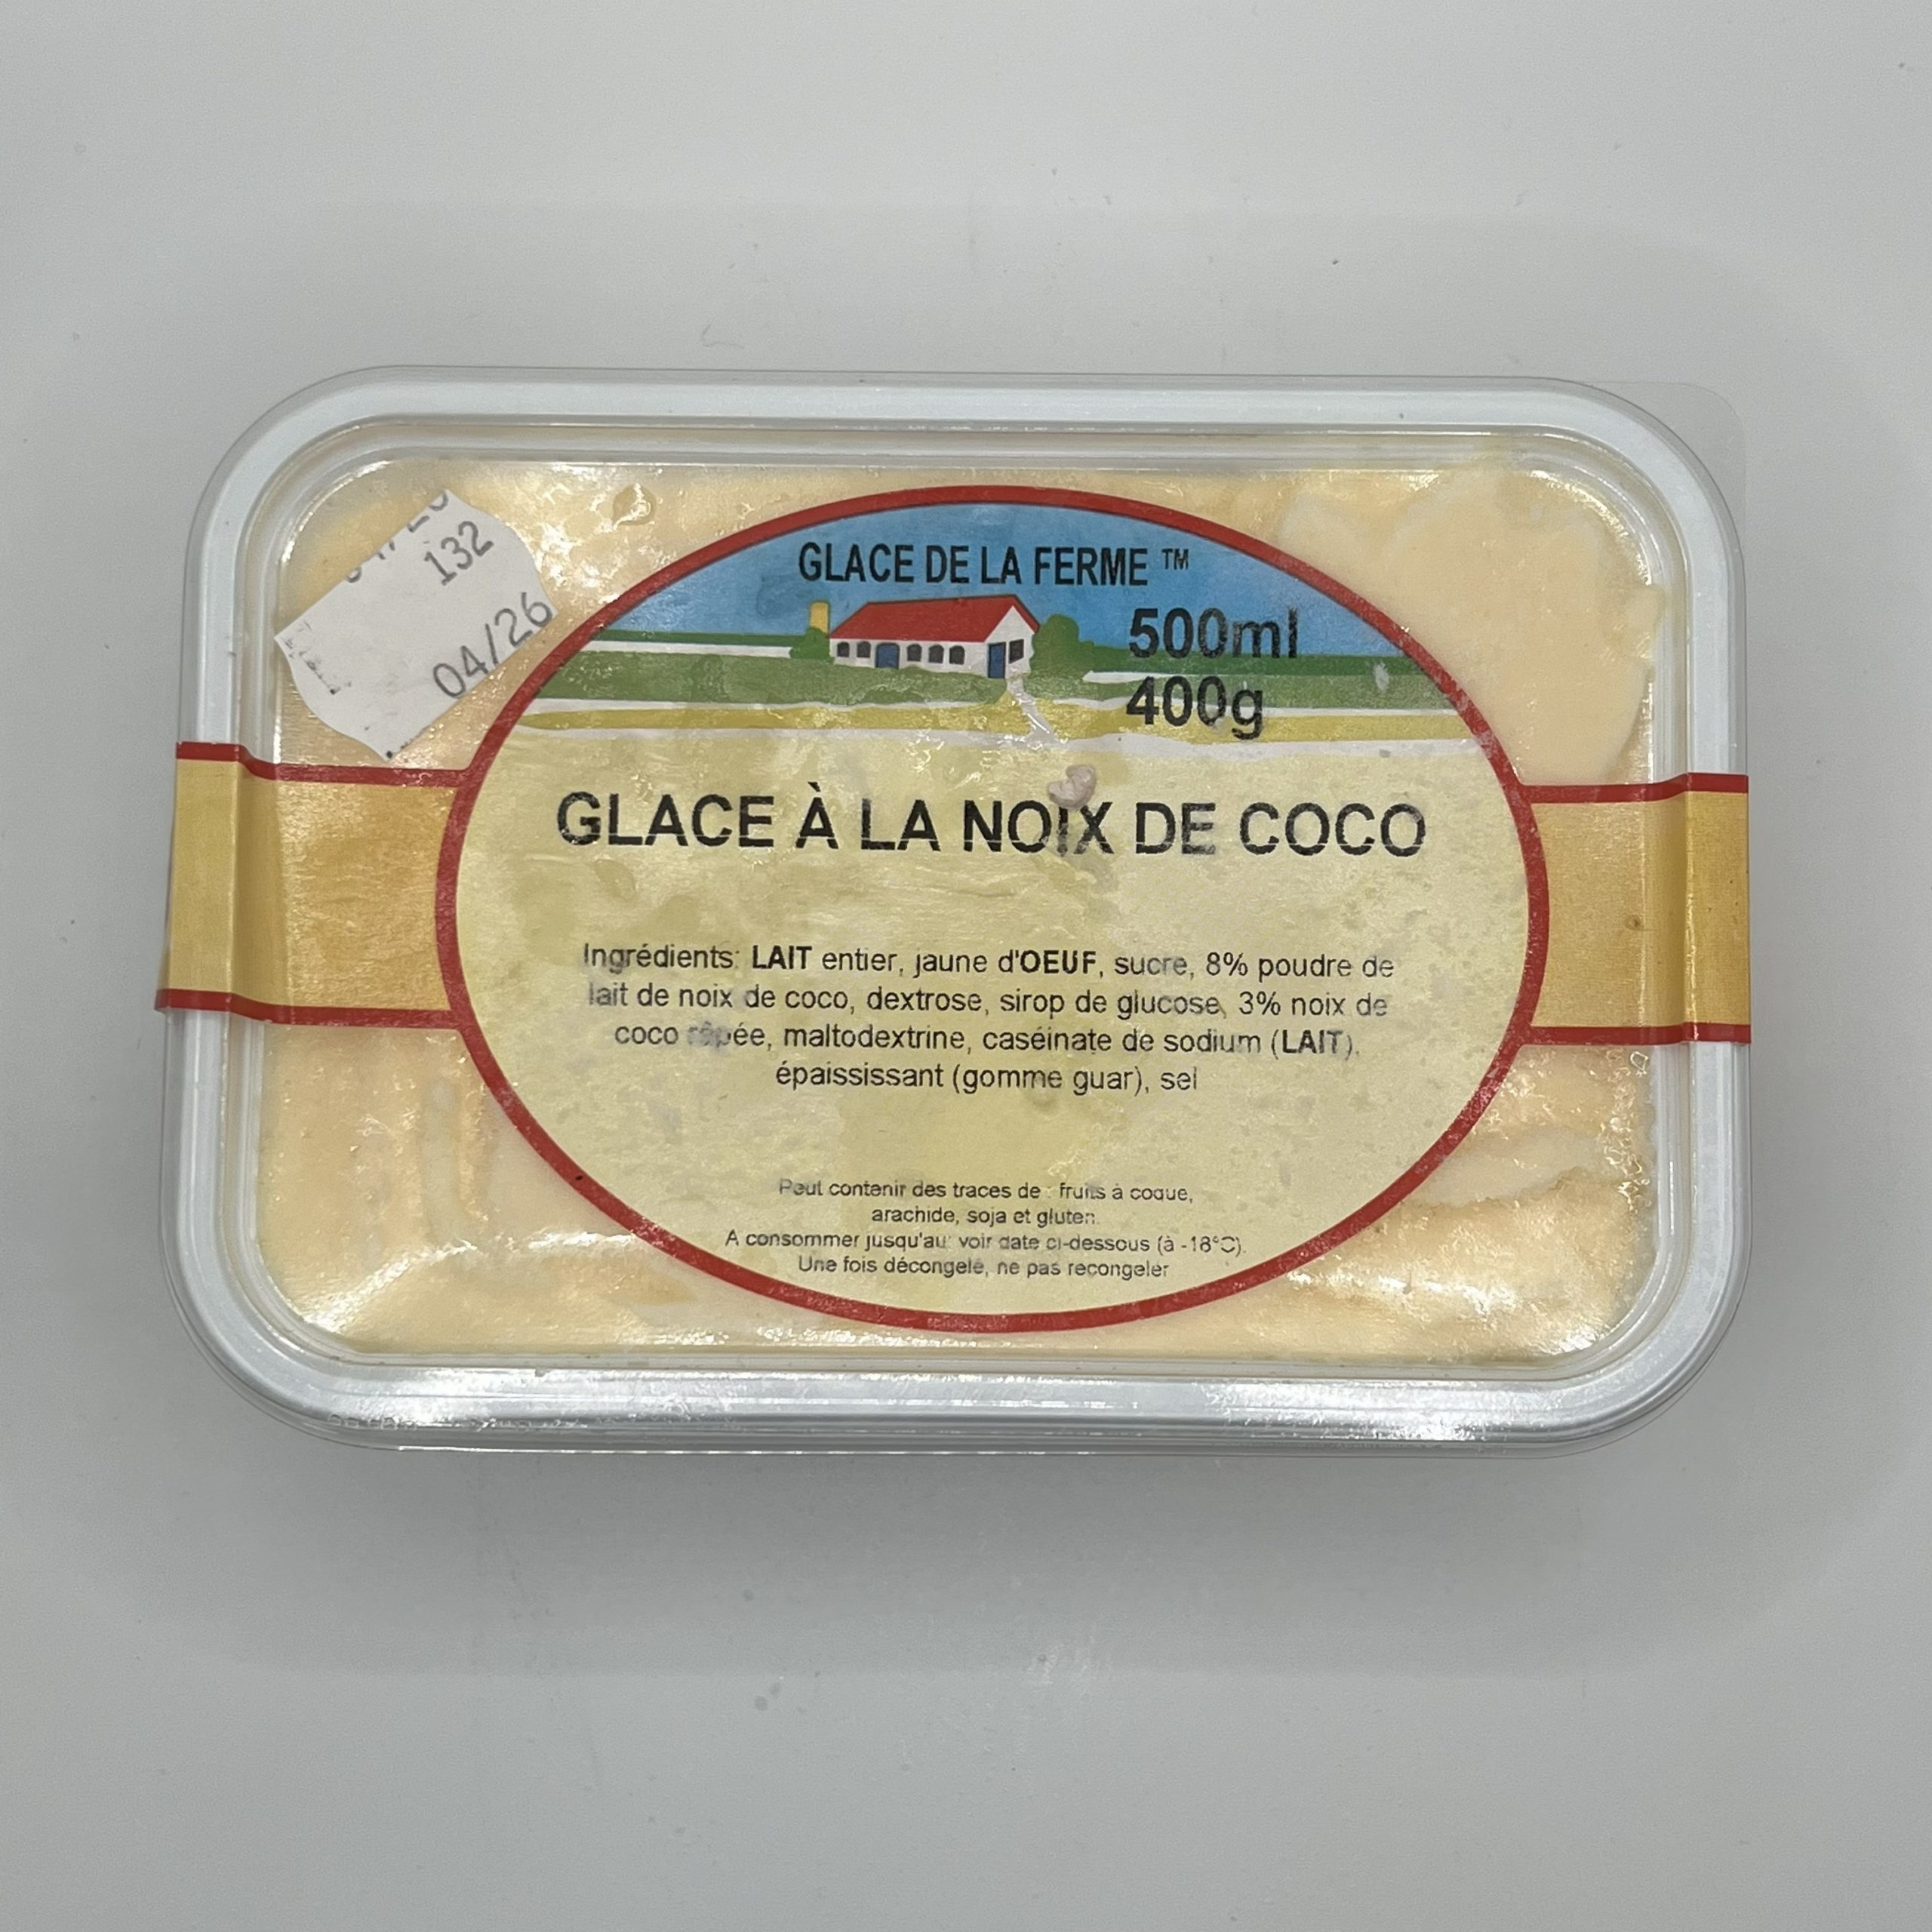 132
04/26
GLACE DE LA FERME ™
500ml
400g
GLACE À LA NOIX DE COCO
Ingrédients: LAIT entier, jaune d'OEUF, sucre, 8% poudre de
lait de noix de coco, dextrose, sirop de glucose, 3% noix de
coco râpée, maltodextrine, caséinate de sodium (LAIT),
épaississant (gomme guar), sel
Peut contenir des traces de : fruits à coque,
arachide, soja et gluten.
A consommer jusqu'au: voir date ci-dessous (à -18°C).
Une fois décongelé, ne pas recongeler